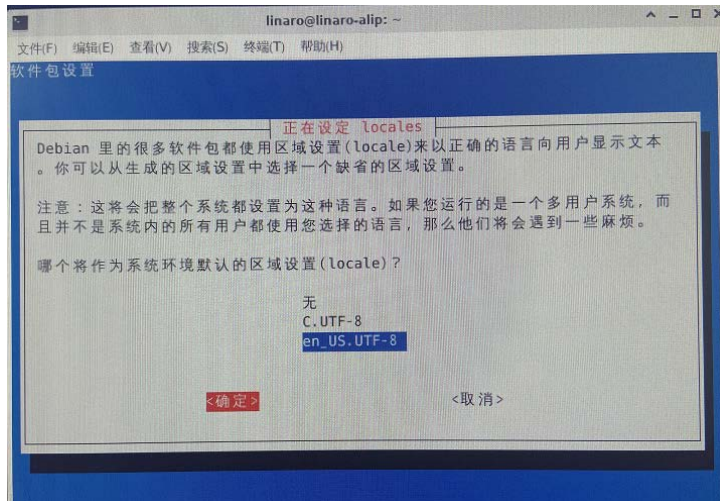 linaro@linaro-alip: ~
文件(F) 编辑(E) 查看(V) 搜索(S) 终端(T) 帮助(H)
软件包设置
正在设定 locales
Debian 里的很多软件包都使用区域设置(locale)来以正确的语言向用户显示文本
。你可以从生成的区域设置中选择一个缺省的区域设置。
注意：这将会把整个系统都设置为这种语言。如果您运行的是一个多用户系统，而
且并不是系统内的所有用户都使用您选择的语言，那么他们将会遇到一些麻烦。
哪个将作为系统环境默认的区域设置(locale)？
无
C.UTF-8
en_US.UTF-8
<确定> <取消>